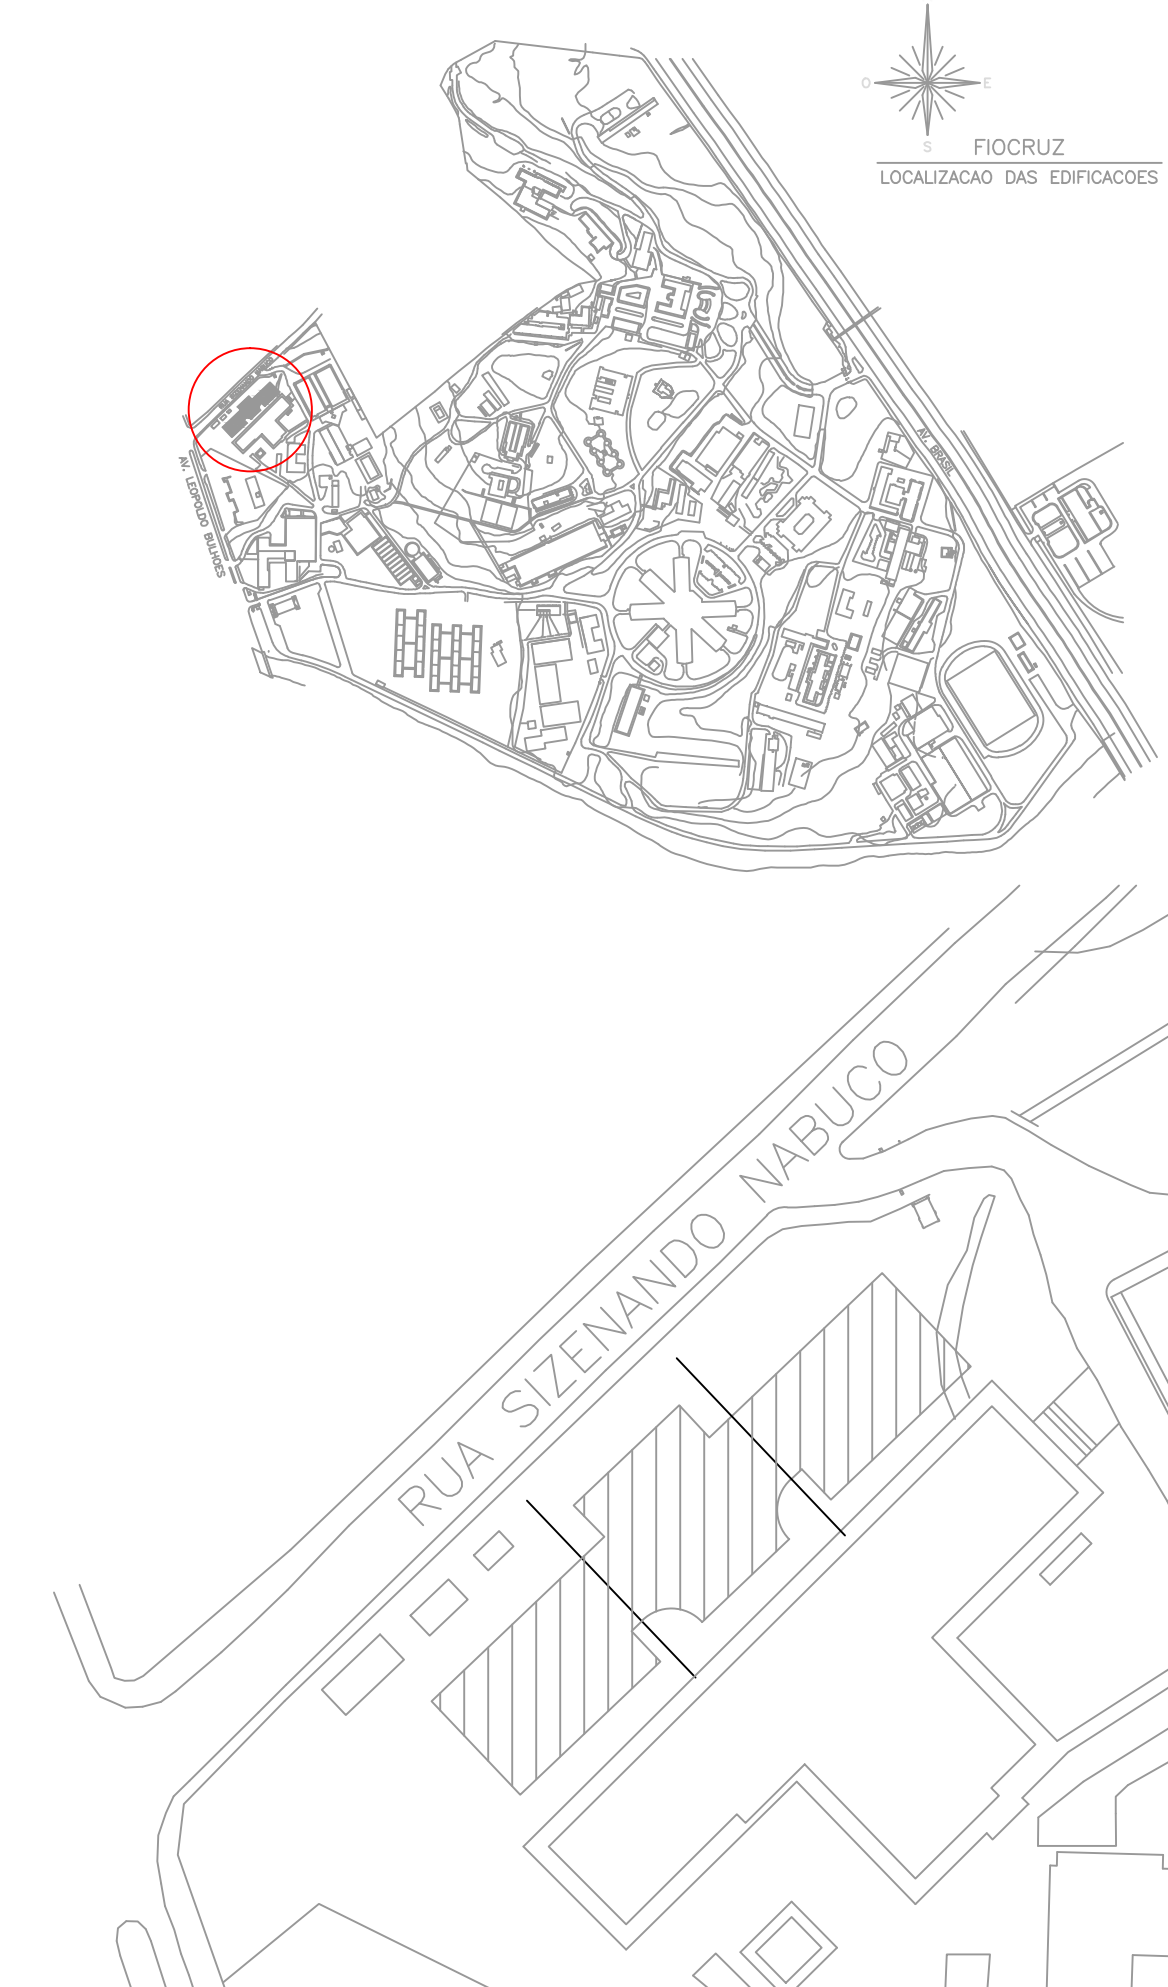 O
E
S
FIOCRUZ
LOCALIZACAO DAS EDIFICACOES
AV. BRASIL
AV. LEOPOLDO BULHOES
RUA SIZENANDO NABUCO